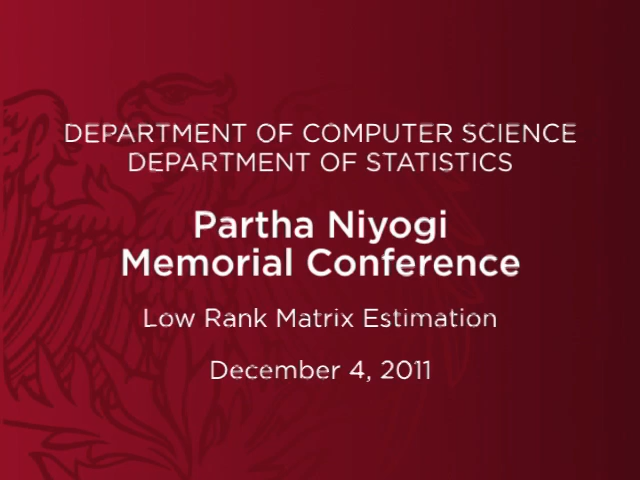 DEPARTMENT OF COMPUTER SCIENCE
DEPARTMENT OF STATISTICS
Partha Niyogi
Memorial Conference
Low Rank Matrix Estimation
December 4, 2011